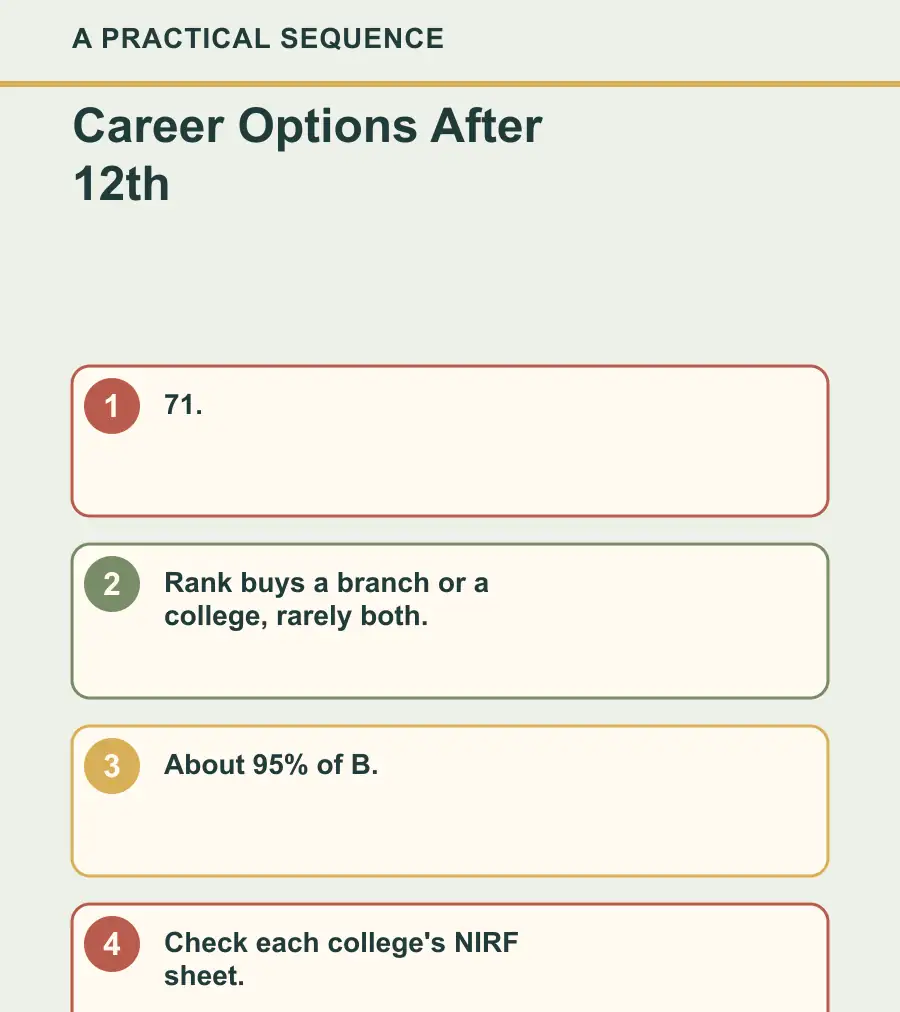 A PRACTICAL SEQUENCE
Career Options After
12th
1
71.
2
Rank buys a branch or a
college, rarely both.
3
About 95% of B.
4
Check each college's NIRF
sheet.